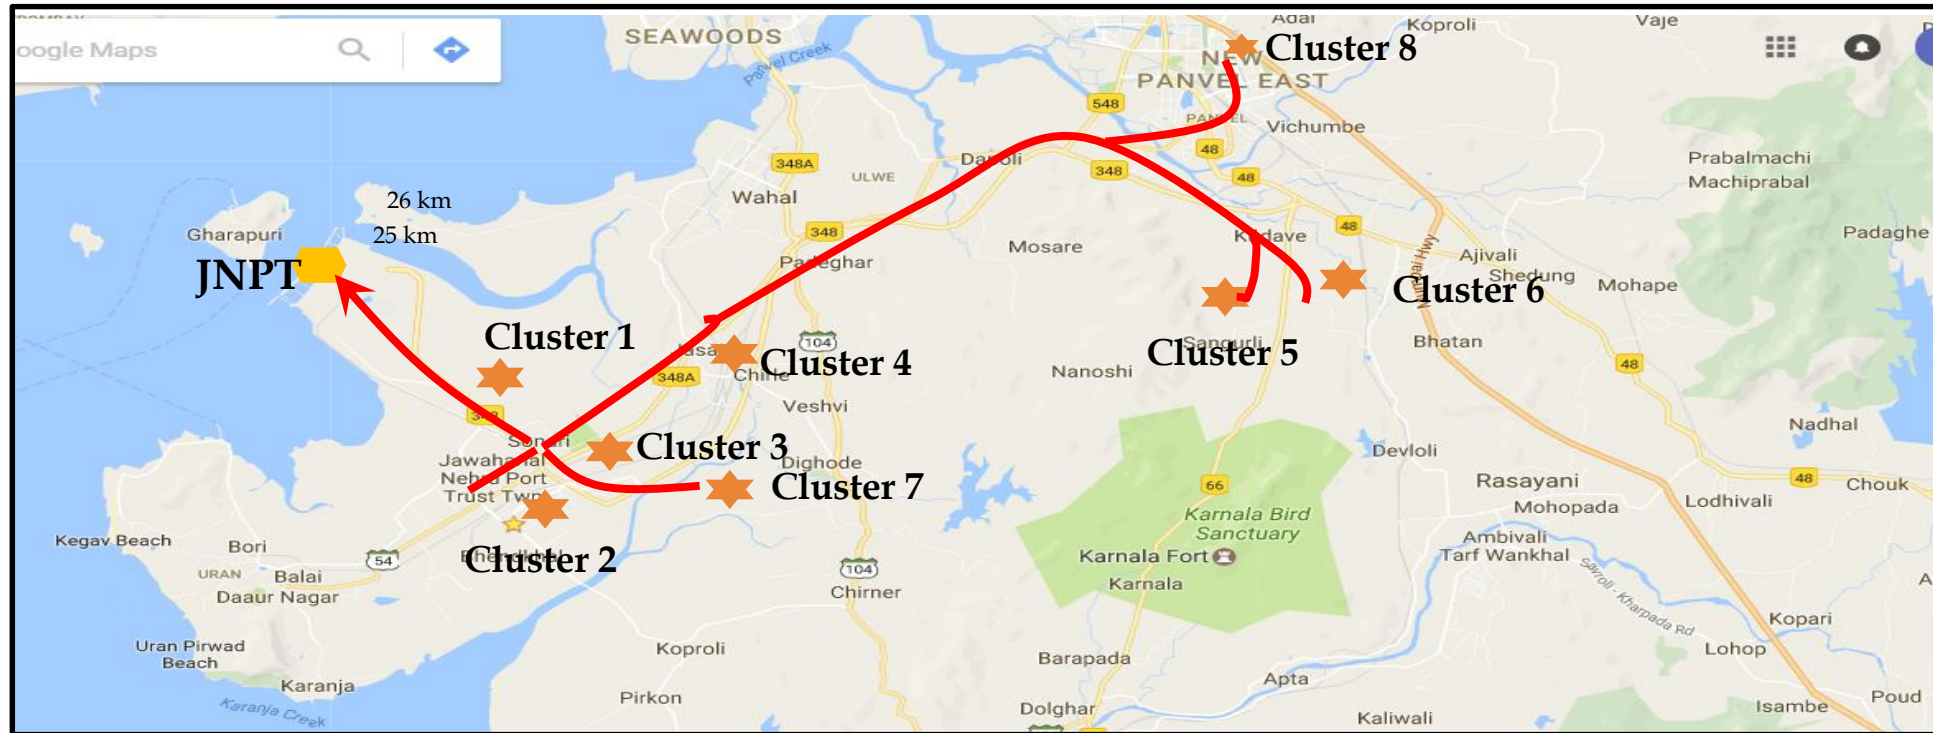 Adai
Koproli
Vaje
SEAWOODS
Cluster 8
oogle Maps
Panvel Creek
NEW
PANVEL EAST
548
Vichumbe
48
348A
Dapoli
348
Prabalmachi
Machiprabal
ULWE
48
Wahal
26 km
Gharapuri
25 km
348
48
Padaghe
Mosare
JNPT
Padeghar
Ajivali
Shedung
Mohape
Cluster 6
Cluster 1
104
Sangurli
Bhatan
Cluster 5
Cluster 4
48
348A
Chirle
Nanoshi
Veshvi
348
Nadhal
Sonari
Cluster 3
Jawaharlal
Nehru Port
Trust Twn
Dighode
Devloli
Cluster 7
66
Rasayani
48
Chouk
Mohopada
Lodhivali
Karnala Bird
Sanctuary
Kegav Beach
Bori
Ambivali
Tarf Wankhal
54
Cluster 2
Karnala Fort
URAN
Balai
104
Karnala
Savroli - Kharpada Rd
Daaur Nagar
Chirner
Kopari
Uran Pirwad
Beach
Koproli
Lohop
Barapada
Karanja
Apta
Pirkon
Poud
Karanja Creek
Dolghar
Isambe
Kaliwali